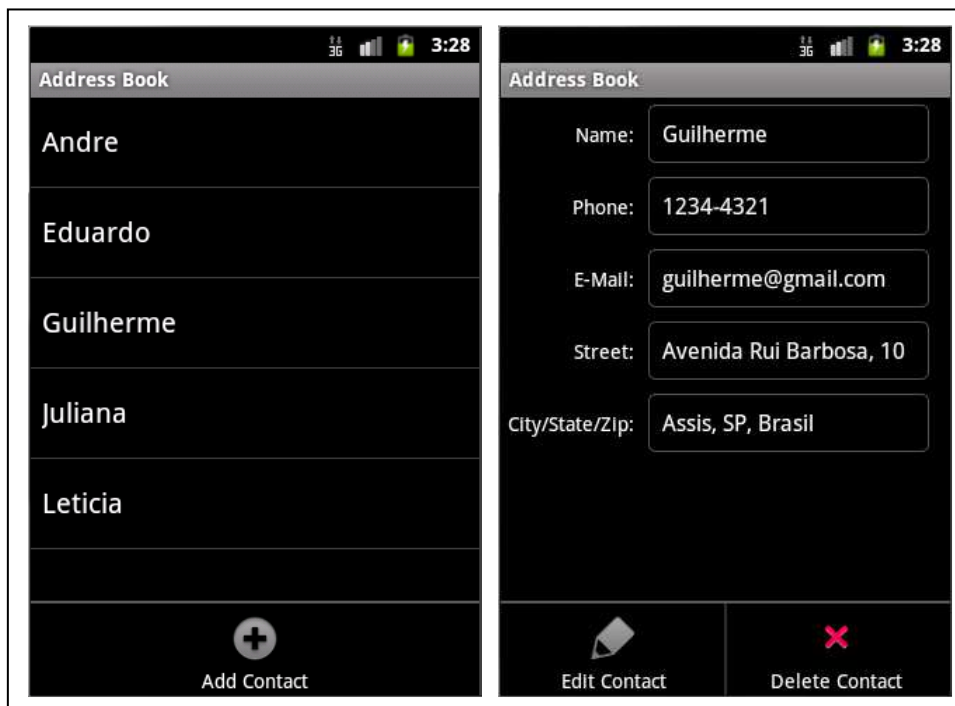 3G 3:28
Address Book
Andre
Eduardo
Guilherme
Juliana
Leticia
Add Contact
3G 3:28
Address Book
Name: Guilherme
Phone: 1234-4321
E-Mail: guilherme@gmail.com
Street: Avenida Rui Barbosa, 10
City/State/Zip: Assis, SP, Brasil
Edit Contact Delete Contact